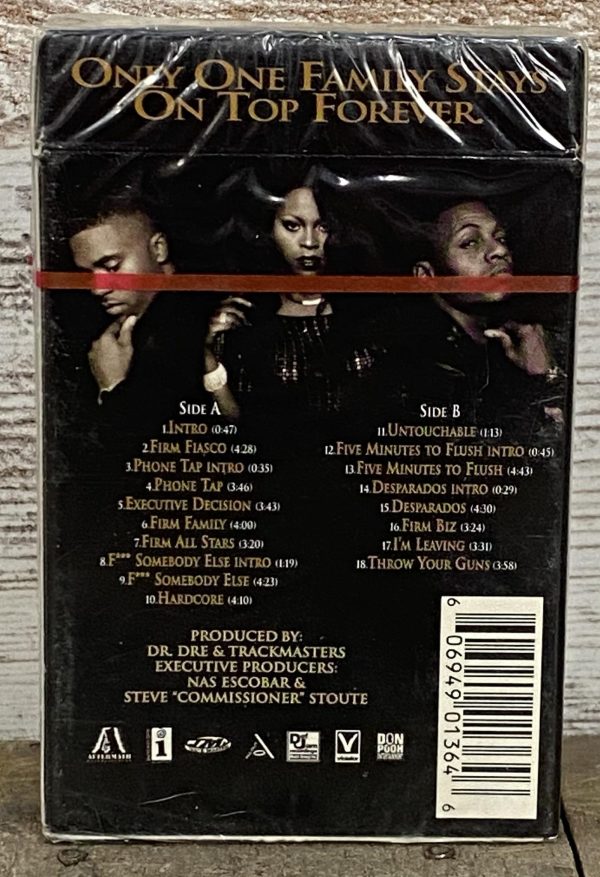 ONLY ONE FAMILY STAYS
ON TOP FOREVER.
SIDE A
1.INTRO (0:47)
2.FIRM FIASCO (4:28)
3.PHONE TAP INTRO (0:35)
4.PHONE TAP (3:46)
5.EXECUTIVE DECISION (3:43)
6.FIRM FAMILY (4:00)
7.FIRM ALL STARS (3:20)
8.F*** SOMEBODY ELSE INTRO (1:19)
9.F*** SOMEBODY ELSE (4:23)
10.HARDCORE (4:10)
SIDE B
11.UNTOUCHABLE (1:13)
12.FIVE MINUTES TO FLUSH INTRO (0:45)
13.FIVE MINUTES TO FLUSH (4:43)
14.DESPARADOS INTRO (0:29)
15.DESPARADOS (4:30)
16.FIRM BIZ (3:24)
17.I'M LEAVING (3:31)
18.THROW YOUR GUNS (3:58)
PRODUCED BY:
DR. DRE & TRACKMASTERS
EXECUTIVE PRODUCERS:
NAS ESCOBAR &
STEVE "COMMISSIONER" STOUTE
AFTERMATH
i
DEF JAM
V
violator
DON
POOH
6 06949 01364 6